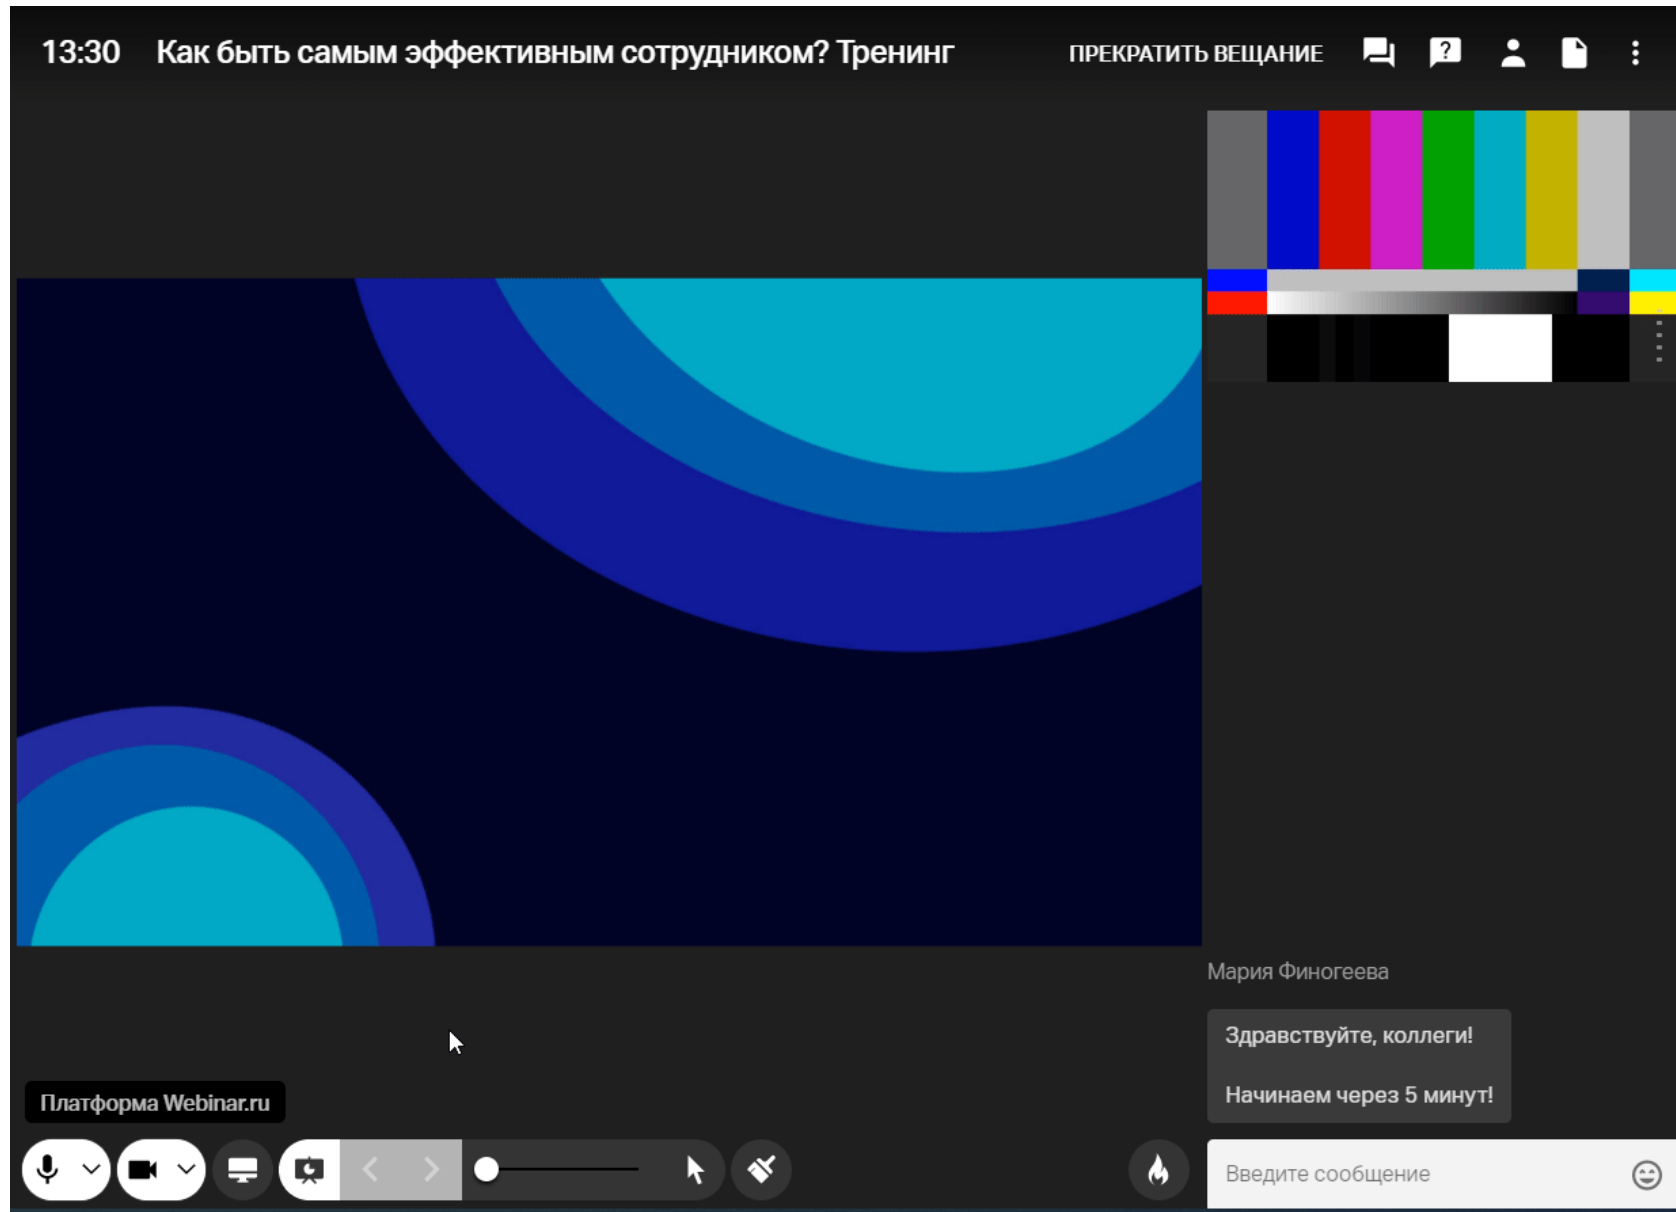 13:30 Как быть самым эффективным сотрудником? Тренинг ПРЕКРАТИТЬ ВЕЩАНИЕ
Мария Финогеева
Здравствуйте, коллеги!
Начинаем через 5 минут!
Платформа Webinar.ru
Введите сообщение